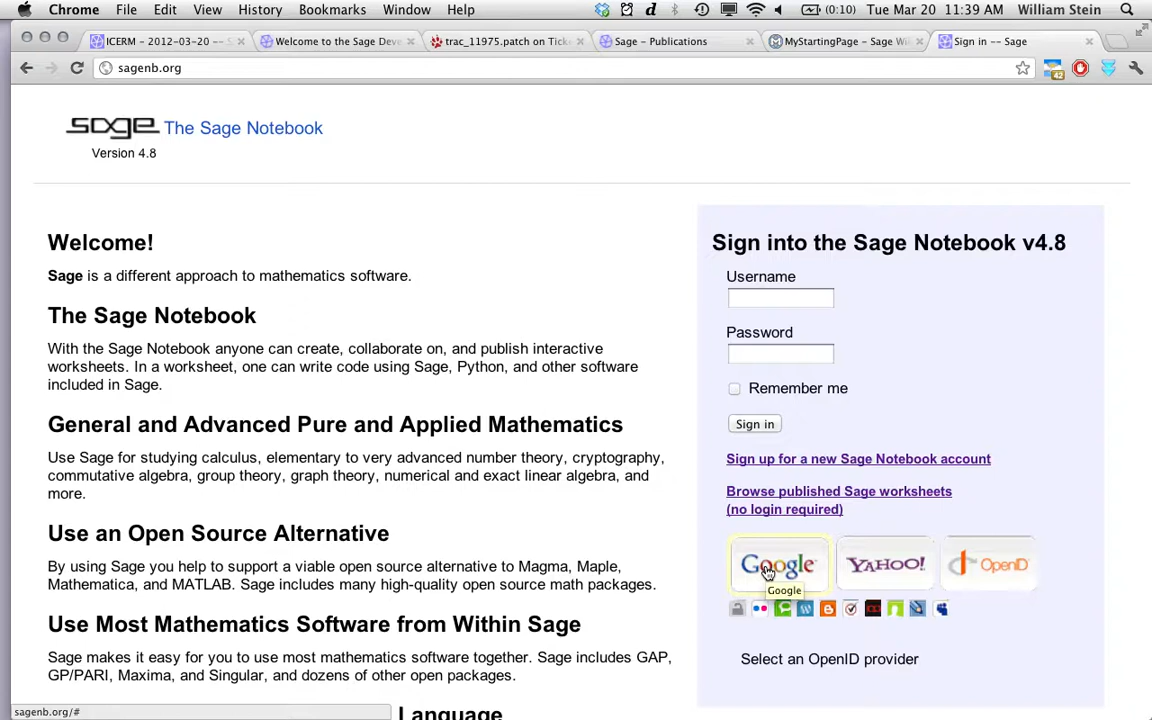 Chrome File Edit View History Bookmarks Window Help (0:10) Tue Mar 20 11:39 AM William Stein
ICERM - 2012-03-20 -- S Welcome to the Sage Deve trac_11975.patch on Tick Sage – Publications MyStartingPage – Sage Wi Sign in -- Sage
sagenb.org 42
sage The Sage Notebook
Version 4.8
Welcome!
Sage is a different approach to mathematics software.
The Sage Notebook
With the Sage Notebook anyone can create, collaborate on, and publish interactive
worksheets. In a worksheet, one can write code using Sage, Python, and other software
included in Sage.
General and Advanced Pure and Applied Mathematics
Use Sage for studying calculus, elementary to very advanced number theory, cryptography,
commutative algebra, group theory, graph theory, numerical and exact linear algebra, and
more.
Use an Open Source Alternative
By using Sage you help to support a viable open source alternative to Magma, Maple,
Mathematica, and MATLAB. Sage includes many high-quality open source math packages.
Use Most Mathematics Software from Within Sage
Sage makes it easy for you to use most mathematics software together. Sage includes GAP,
GP/PARI, Maxima, and Singular, and dozens of other open packages.
Language
Sign into the Sage Notebook v4.8
Username
Password
Remember me
Sign in
Sign up for a new Sage Notebook account
Browse published Sage worksheets
(no login required)
Google YAHOO! OpenID
Google
Select an OpenID provider
sagenb.org/#